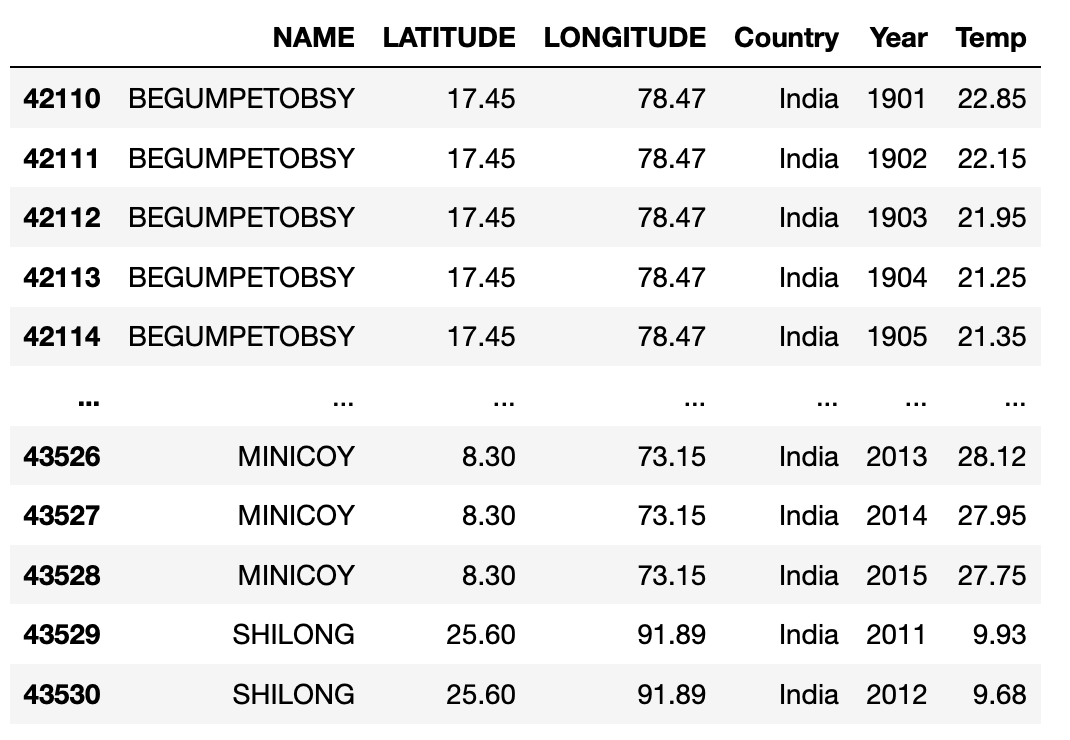 NAME LATITUDE LONGITUDE Country Year Temp
42110 BEGUMPETOBSY 17.45 78.47 India 1901 22.85
42111 BEGUMPETOBSY 17.45 78.47 India 1902 22.15
42112 BEGUMPETOBSY 17.45 78.47 India 1903 21.95
42113 BEGUMPETOBSY 17.45 78.47 India 1904 21.25
42114 BEGUMPETOBSY 17.45 78.47 India 1905 21.35
... ... ... ... ... ... ...
43526 MINICOY 8.30 73.15 India 2013 28.12
43527 MINICOY 8.30 73.15 India 2014 27.95
43528 MINICOY 8.30 73.15 India 2015 27.75
43529 SHILONG 25.60 91.89 India 2011 9.93
43530 SHILONG 25.60 91.89 India 2012 9.68